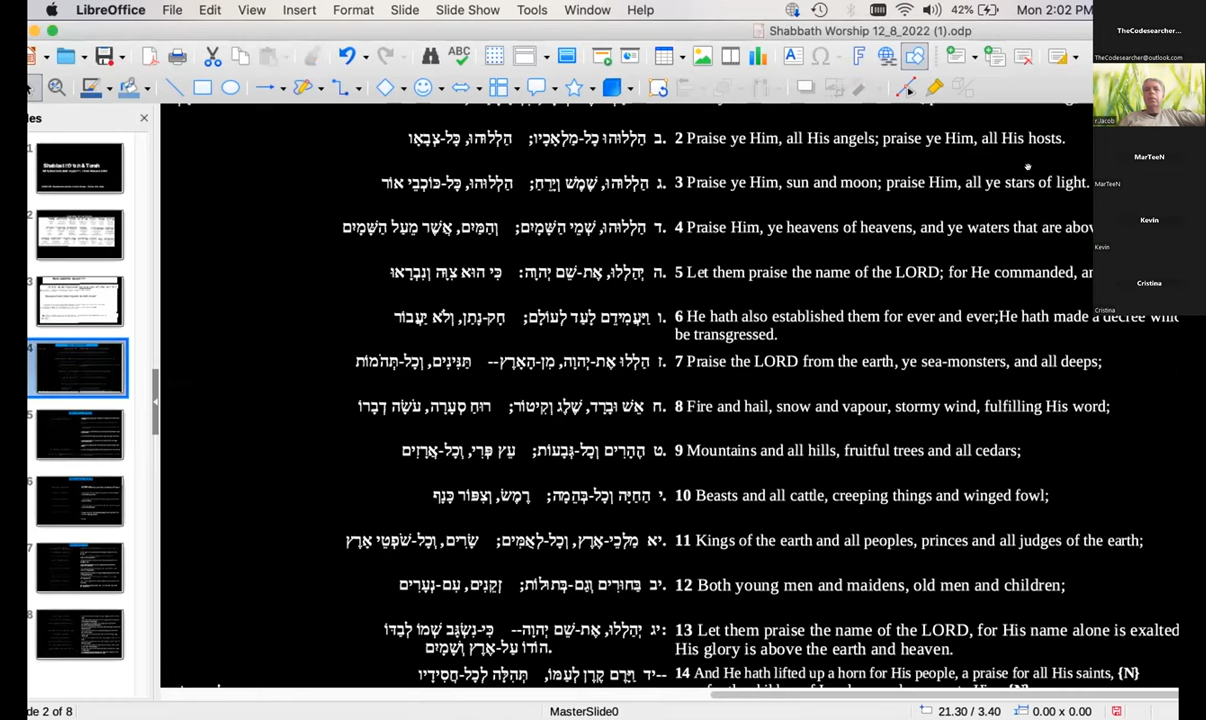 LibreOffice File Edit View Insert Format Slide Slide Show Tools Window Help 42% Mon 2:02 PM
Shabbath Worship 12_8_2022 (1).odp
TheCodesearcher...
TheCodesearcher@outlook.com
r.Jacob
MarTeeN
MarTeeN
Kevin
Kevin
Cristina
Cristina
des
ב הַלְלוּהוּ כָל-מַלְאָכָיו; הַלְלוּהוּ, כָּל-צְבָאָו. 2 Praise ye Him, all His angels; praise ye Him, all His hosts.
ג הַלְלוּהוּ, שֶׁמֶשׁ וְיָרֵחַ; הַלְלוּהוּ, כָּל-כּוֹכְבֵי אוֹר. 3 Praise ye Him, sun and moon; praise Him, all ye stars of light.
ד הַלְלוּהוּ, שְׁמֵי הַשָּׁמָיִם; וְהַמַּיִם, אֲשֶׁר מֵעַל הַשָּׁמָיִם. 4 Praise Him, ye heavens of heavens, and ye waters that are abov
ה יְהַלְלוּ, אֶת-שֵׁם יְהוָה: כִּי הוּא צִוָּה וְנִבְרָאוּ. 5 Let them praise the name of the LORD; for He commanded, an
ו וַיַּעֲמִידֵם לָעַד לְעוֹלָם; חָק-נָתַן, וְלֹא יַעֲבוֹר. 6 He hath also established them for ever and ever;He hath made a decree whic
be transgressed.
ז הַלְלוּ אֶת-יְהוָה, מִן-הָאָרֶץ-- תַּנִּינִים, וְכָל-תְּהֹמוֹת. 7 Praise the LORD from the earth, ye sea-monsters, and all deeps;
ח אֵשׁ וּבָרָד, שֶׁלֶג וְקִיטוֹר; רוּחַ סְעָרָה, עֹשָׂה דְבָרוֹ. 8 Fire and hail, snow and vapour, stormy wind, fulfilling His word;
ט הֶהָרִים וְכָל-גְּבָעוֹת; עֵץ פְּרִי, וְכָל-אֲרָזִים. 9 Mountains and all hills, fruitful trees and all cedars;
י הַחַיָּה וְכָל-בְּהֵמָה; רֶמֶשׂ, וְצִפּוֹר כָּנָף. 10 Beasts and all cattle, creeping things and winged fowl;
יא מַלְכֵי-אֶרֶץ, וְכָל-לְאֻמִּים; שָׂרִים, וְכָל-שֹׁפְטֵי אָרֶץ. 11 Kings of the earth and all peoples, princes and all judges of the earth;
יב בַּחוּרִים וְגַם-בְּתוּלוֹת; זְקֵנִים, עִם-נְעָרִים. 12 Both young men and maidens, old men and children;
יג יְהַלְלוּ, אֶת-שֵׁם יְהוָה-- כִּי-נִשְׂגָּב שְׁמוֹ לְבַדּוֹ: 13 Let them praise the name of the LORD, for His name alone is exalted
הוֹדוֹ עַל-אֶרֶץ וְשָׁמָיִם. His glory is above the earth and heaven.
יד וַיָּרֶם קֶרֶן לְעַמּוֹ, תְּהִלָּה לְכָל-חֲסִידָיו-- 14 And He hath lifted up a horn for His people, a praise for all His saints, {N}
de 2 of 8 MasterSlide0 21.30 / 3.40 0.00 x 0.00